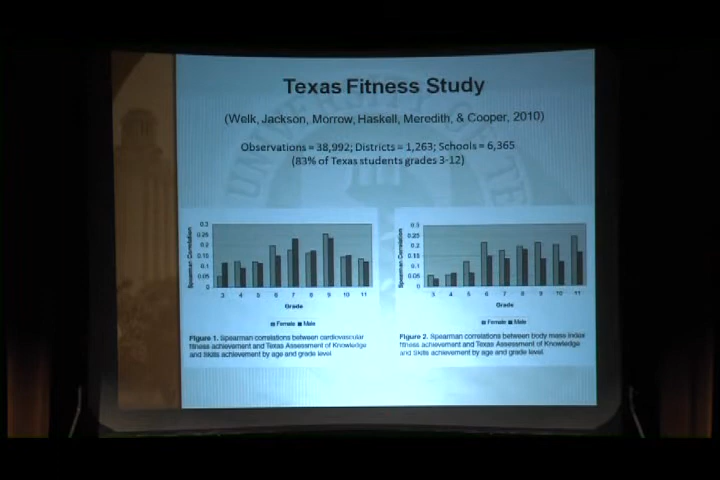 Texas Fitness Study
(Welk, Jackson, Morrow, Haskell, Meredith, & Cooper, 2010)
Observations = 38,992; Districts = 1,263; Schools = 6,365
(83% of Texas students grades 3-12)
UNIVERSITY OF TE
Spearman Correlation
0.3
0.25
0.2
0.15
0.1
0.05
0
3 4 5 6 7 8 9 10 11
Grade
Female Male
Figure 1. Spearman correlations between cardiovascular
fitness achievement and Texas Assessment of Knowledge
and Skills achievement by age and grade level.
Spearman Correlation
0.3
0.25
0.2
0.15
0.1
0.05
0
3 4 5 6 7 8 9 10 11
Grade
Female Male
Figure 2. Spearman correlations between body mass index
fitness achievement and Texas Assessment of Knowledge
and Skills achievement by age and grade level.